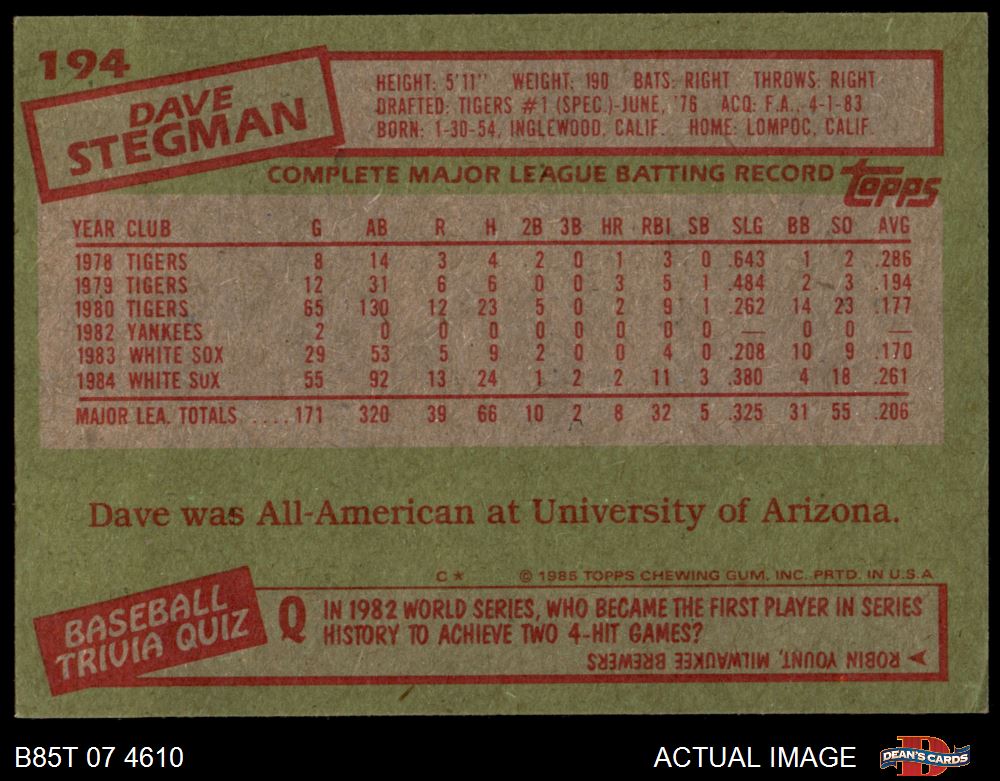 194
DAVE
STEGMAN
HEIGHT: 5'11" WEIGHT: 190 BATS: RIGHT THROWS: RIGHT
DRAFTED: TIGERS #1 (SPEC.)-JUNE, '76 ACQ: F.A., 4-1-83
BORN: 1-30-54, INGLEWOOD, CALIF. HOME: LOMPOC, CALIF.
COMPLETE MAJOR LEAGUE BATTING RECORD
topps
YEAR CLUB G AB R H 2B 3B HR RBI SB SLG BB SO AVG
1978 TIGERS 8 14 3 4 2 0 1 3 0 .643 1 2 .286
1979 TIGERS 12 31 6 6 0 0 3 5 1 .484 2 3 .194
1980 TIGERS 65 130 12 23 5 0 2 9 1 .262 14 23 .177
1982 YANKEES 2 0 0 0 0 0 0 0 0 — 0 0 —
1983 WHITE SOX 29 53 5 9 2 0 0 4 0 .208 10 9 .170
1984 WHITE SOX 55 92 13 24 1 2 2 11 3 .380 4 18 .261
MAJOR LEA. TOTALS ....171 320 39 66 10 2 8 32 5 .325 31 55 .206
Dave was All-American at University of Arizona.
C* © 1985 TOPPS CHEWING GUM, INC. PRTD. IN U.S.A
BASEBALL
TRIVIA QUIZ
Q IN 1982 WORLD SERIES, WHO BECAME THE FIRST PLAYER IN SERIES
HISTORY TO ACHIEVE TWO 4-HIT GAMES?
ROBIN YOUNT, MILWAUKEE BREWERS
B85T 07 4610
ACTUAL IMAGE
DEAN'S CARDS